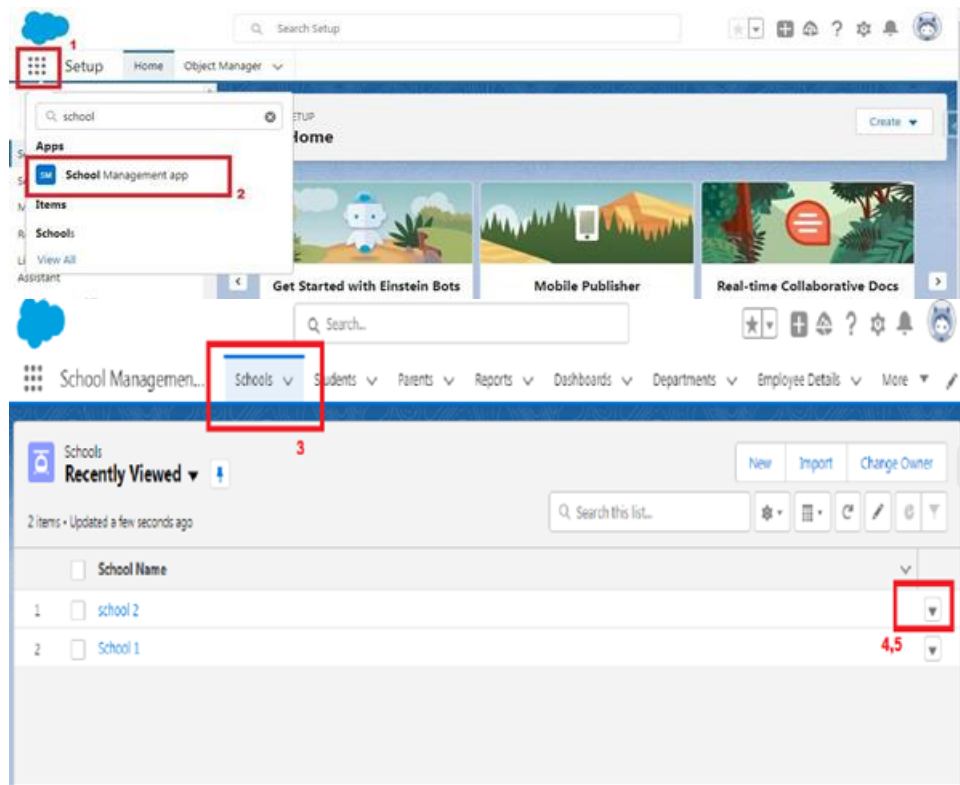 Search Setup
1
Setup Home Object Manager
school
SETUP
Home
Create
Apps
SM School Management app
2
Items
Schools
View All
Assistant
Get Started with Einstein Bots Mobile Publisher Real-time Collaborative Docs
Search...
School Managemen... Schools Students Parents Reports Dashboards Departments Employee Details More
3
Schools
Recently Viewed
New Import Change Owner
2 items • Updated a few seconds ago
Search this list...
School Name
1 school 2
2 School 1
4,5